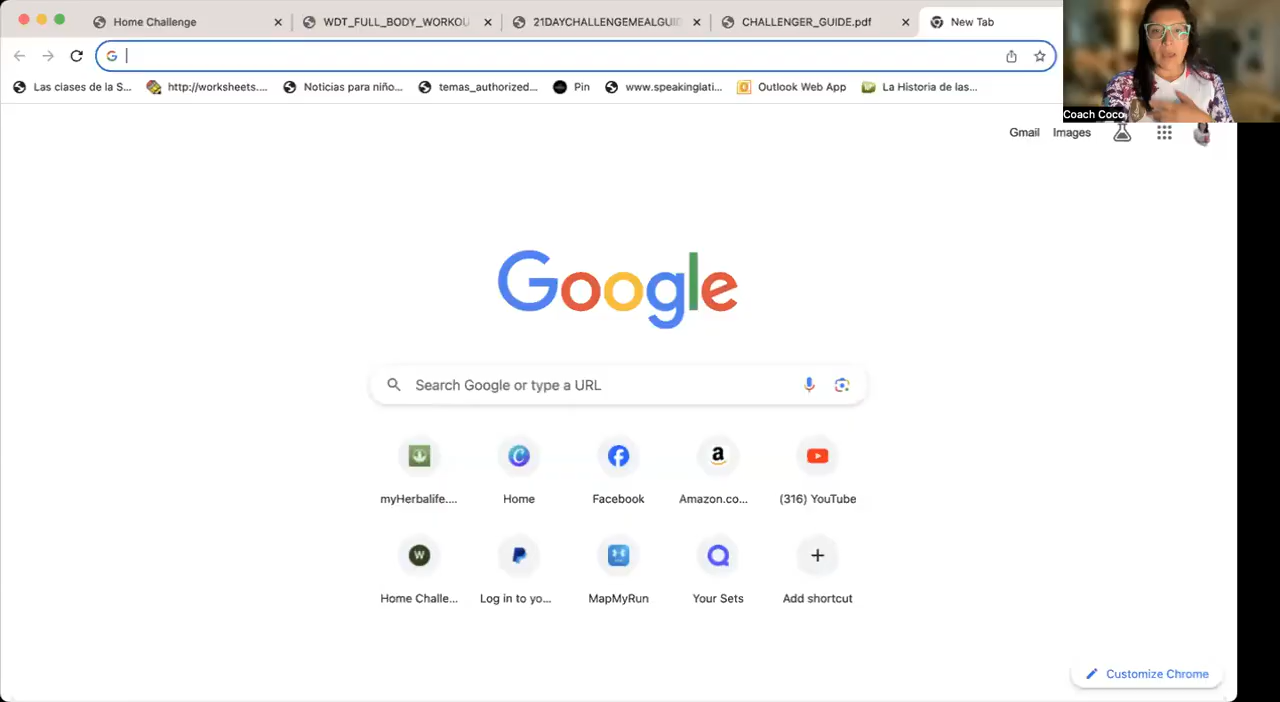 Home Challenge
WDT_FULL_BODY_WORKOU
21DAYCHALLENGEMEALGUID
CHALLENGER_GUIDE.pdf
New Tab
Las clases de la S...
http://worksheets....
Noticias para niño...
temas_authorized...
Pin
www.speakinglati...
Outlook Web App
La Historia de las...
Coach Coco
Gmail
Images
Google
Search Google or type a URL
myHerbalife....
Home
Facebook
Amazon.co...
(316) YouTube
W
Home Challe...
Log in to yo...
MapMyRun
Your Sets
Add shortcut
Customize Chrome